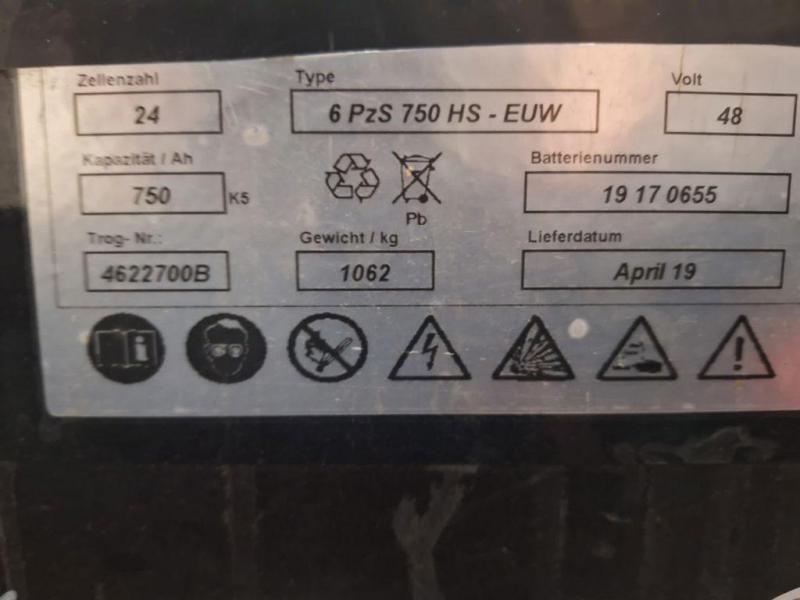 Zellenzahl Type Volt
24 6 PzS 750 HS - EUW 48
Kapazität / Ah Batterienummer
750 K5 19 17 0655
Pb
Trog- Nr.: Gewicht / kg Lieferdatum
4622700B 1062 April 19